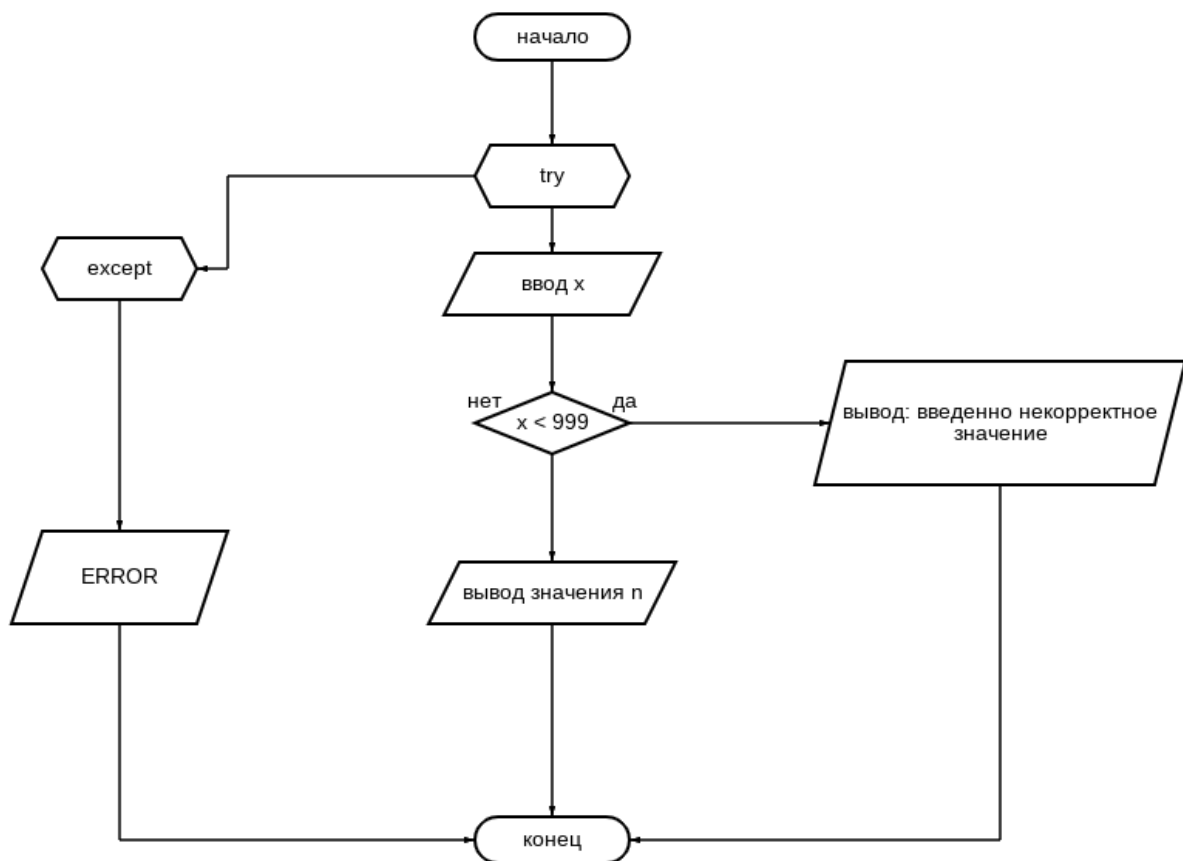 начало
try
except
ввод x
нет
да
x < 999
вывод: введенно некорректное
значение
ERROR
вывод значения n
конец